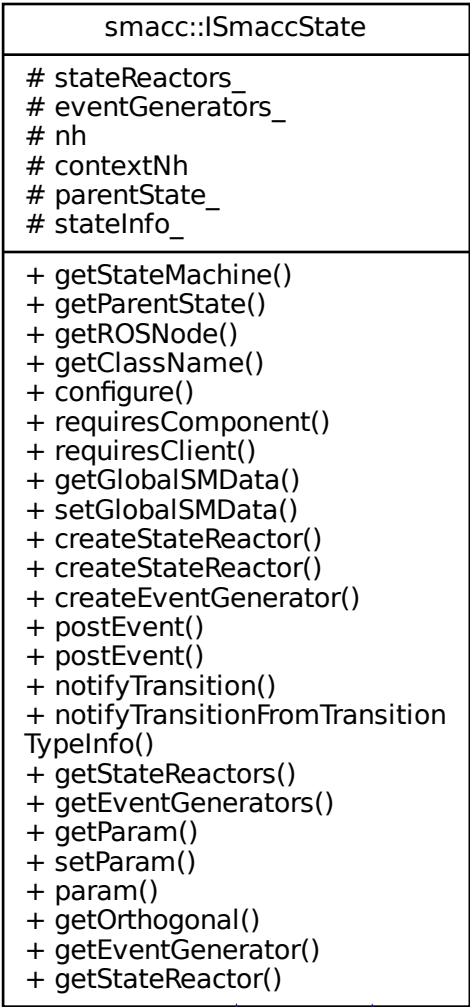 smacc::ISmaccState
# stateReactors_
# eventGenerators_
# nh
# contextNh
# parentState_
# stateInfo_
+ getStateMachine()
+ getParentState()
+ getROSNode()
+ getClassName()
+ configure()
+ requiresComponent()
+ requiresClient()
+ getGlobalSMData()
+ setGlobalSMData()
+ createStateReactor()
+ createStateReactor()
+ createEventGenerator()
+ postEvent()
+ postEvent()
+ notifyTransition()
+ notifyTransitionFromTransition
TypeInfo()
+ getStateReactors()
+ getEventGenerators()
+ getParam()
+ setParam()
+ param()
+ getOrthogonal()
+ getEventGenerator()
+ getStateReactor()